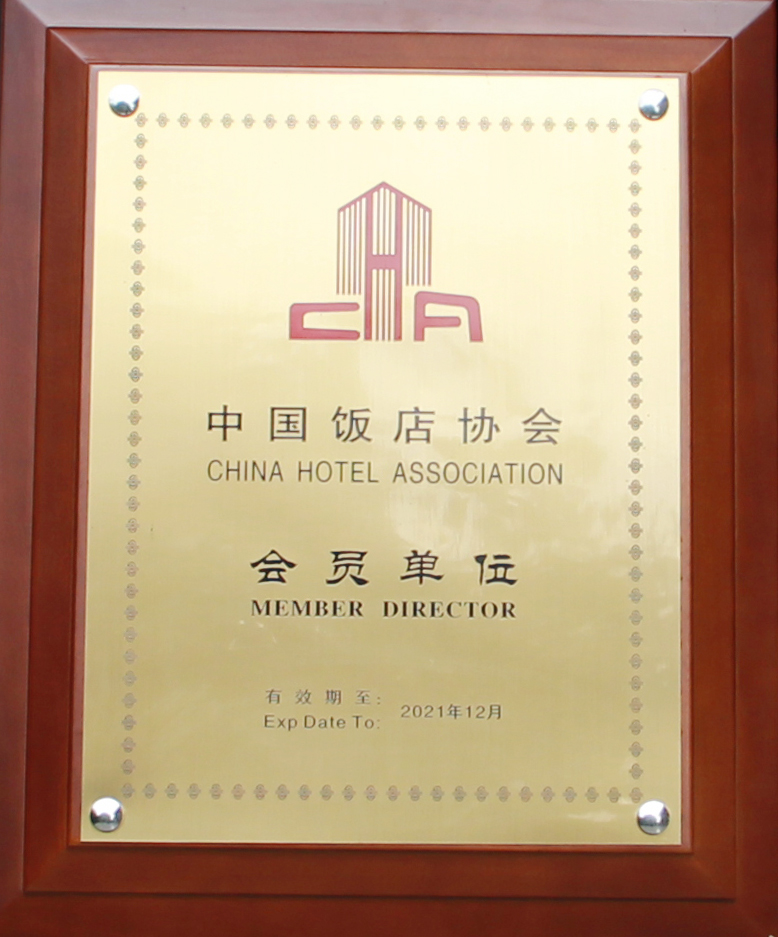 CHA
中国饭店协会
CHINA HOTEL ASSOCIATION
会员单位
MEMBER DIRECTOR
有效期至: 2021年12月
Exp Date To: